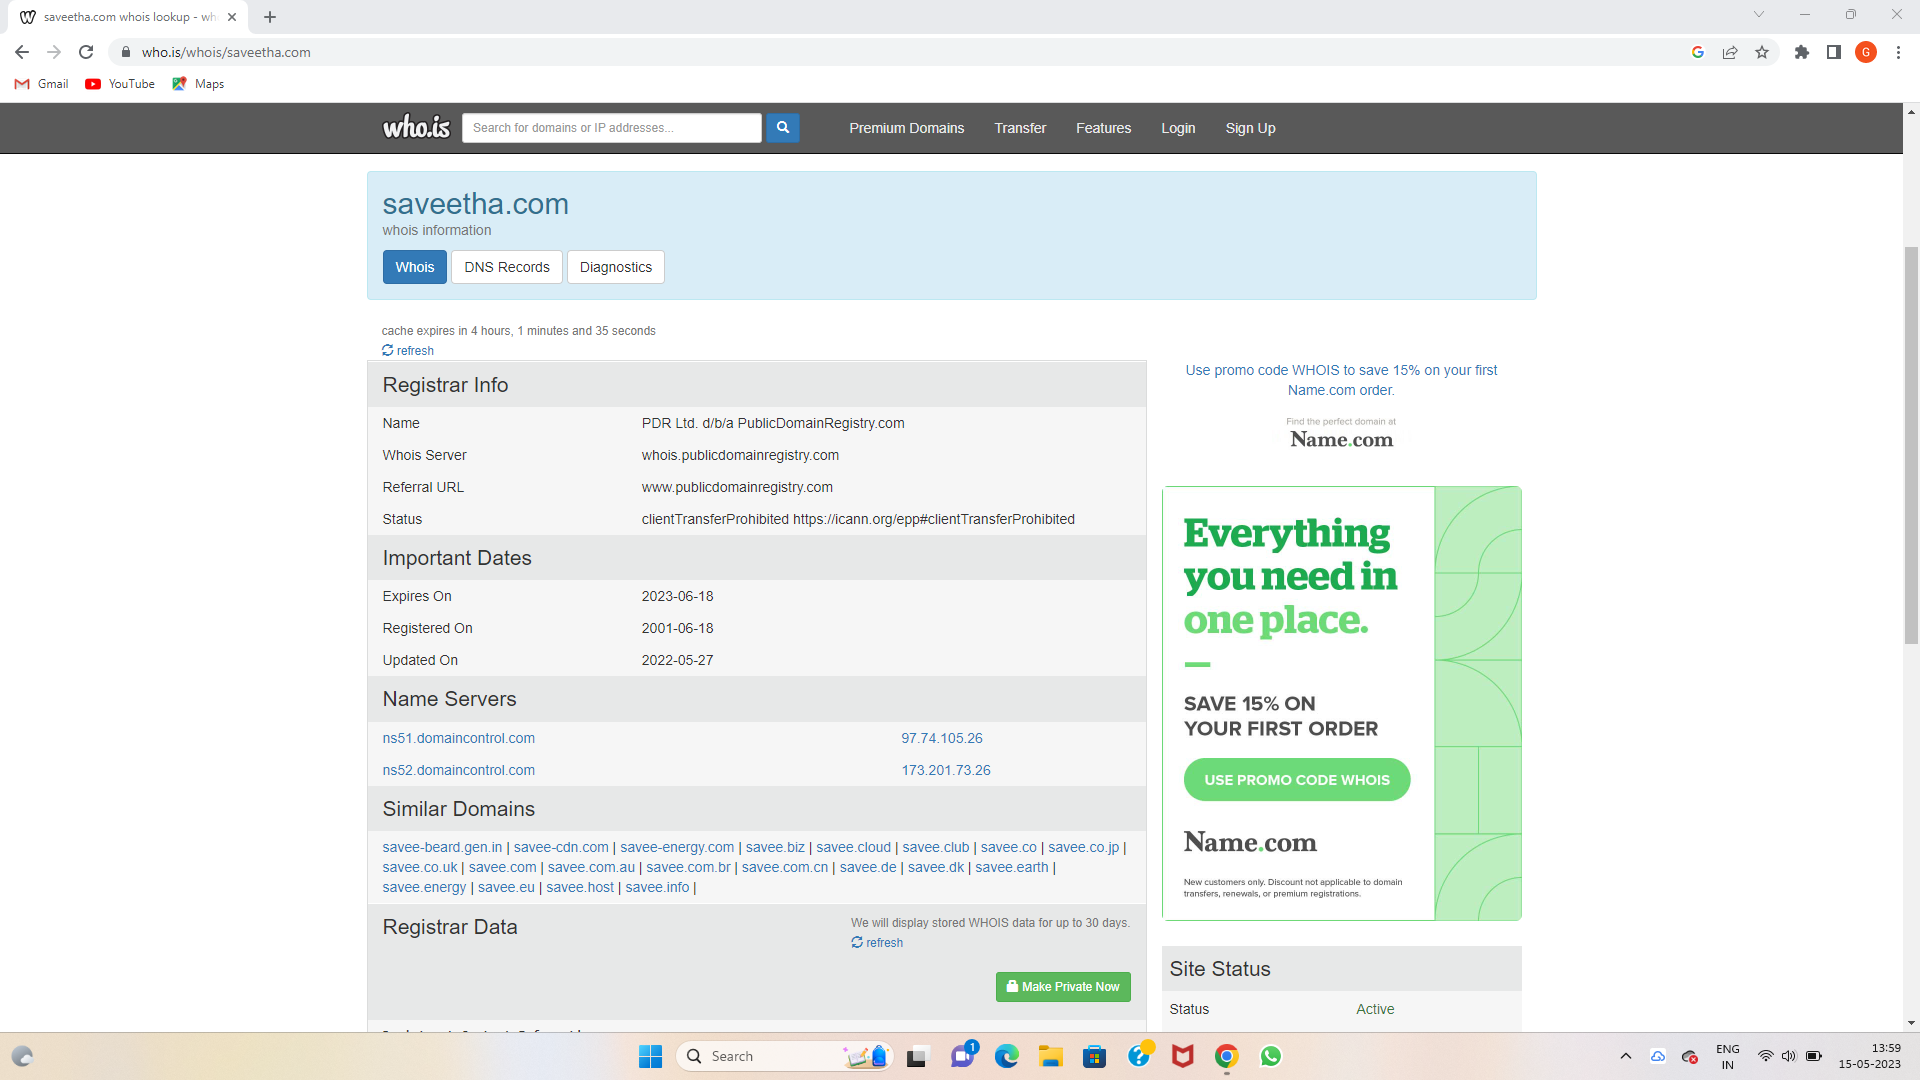 saveetha.com whois lookup - wh
who.is/whois/saveetha.com
G
Gmail YouTube Maps
who.is Search for domains or IP addresses... Premium Domains Transfer Features Login Sign Up
saveetha.com
whois information
Whois DNS Records Diagnostics
cache expires in 4 hours, 1 minutes and 35 seconds
refresh
Registrar Info
Name PDR Ltd. d/b/a PublicDomainRegistry.com
Whois Server whois.publicdomainregistry.com
Referral URL www.publicdomainregistry.com
Status clientTransferProhibited https://icann.org/epp#clientTransferProhibited
Important Dates
Expires On 2023-06-18
Registered On 2001-06-18
Updated On 2022-05-27
Name Servers
ns51.domaincontrol.com 97.74.105.26
ns52.domaincontrol.com 173.201.73.26
Similar Domains
savee-beard.gen.in | savee-cdn.com | savee-energy.com | savee.biz | savee.cloud | savee.club | savee.co | savee.co.jp |
savee.co.uk | savee.com | savee.com.au | savee.com.br | savee.com.cn | savee.de | savee.dk | savee.earth |
savee.energy | savee.eu | savee.host | savee.info |
Registrar Data
We will display stored WHOIS data for up to 30 days.
refresh
Make Private Now
Use promo code WHOIS to save 15% on your first
Name.com order.
Find the perfect domain at
Name.com
Everything
you need in
one place.
SAVE 15% ON
YOUR FIRST ORDER
USE PROMO CODE WHOIS
Name.com
New customers only. Discount not applicable to domain
transfers, renewals, or premium registrations.
Site Status
Status Active
Search
1
ENG
IN
13:59
15-05-2023